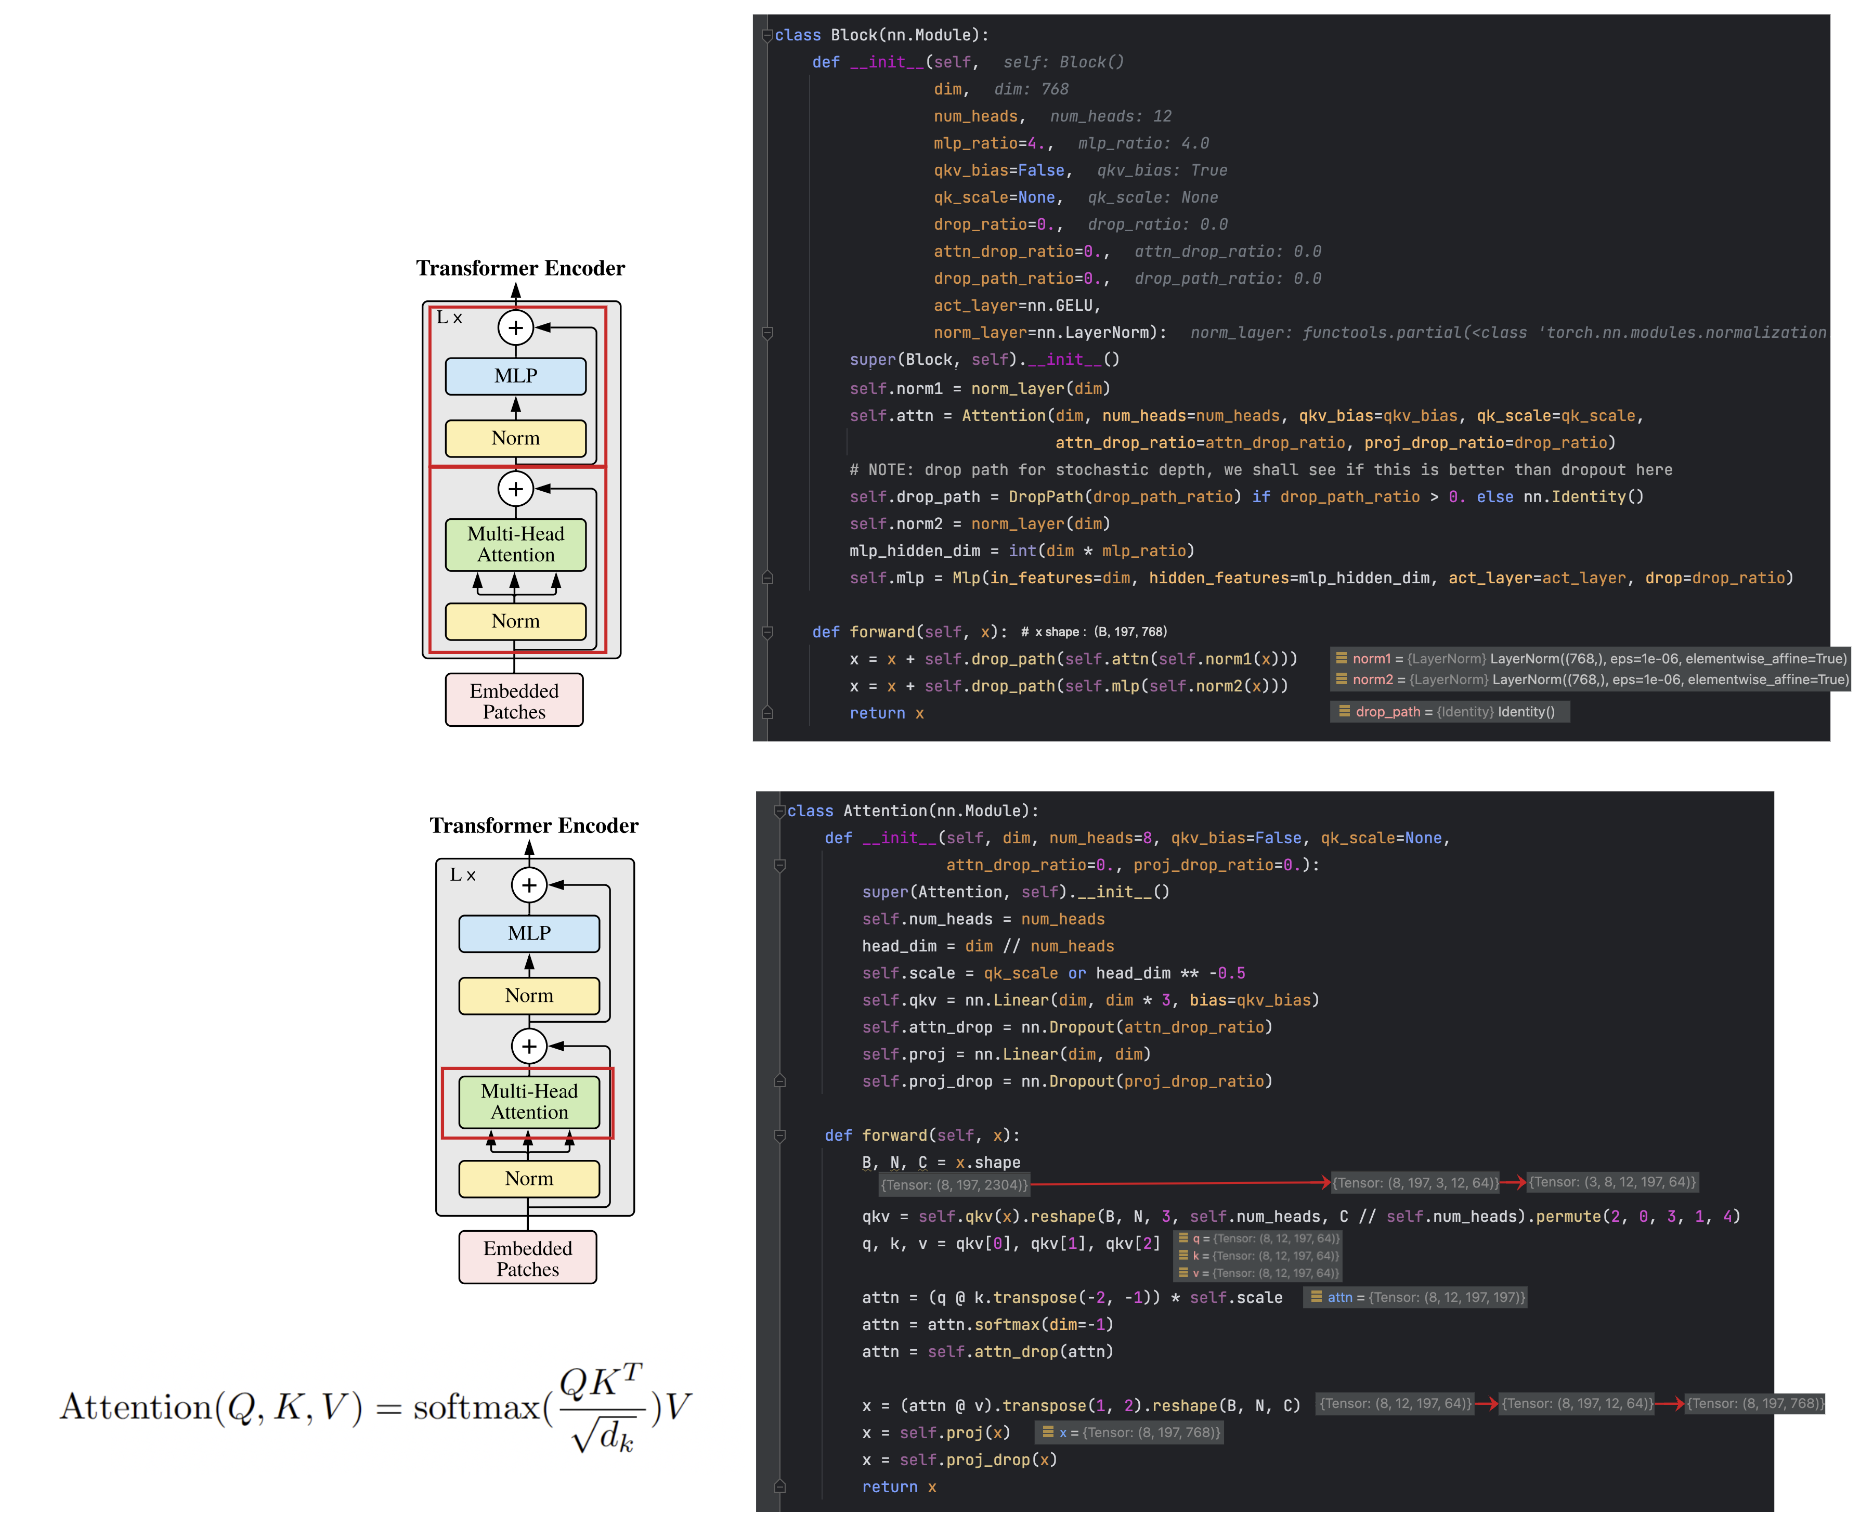 class Block(nn.Module):
def __init__(self,   self: Block()
dim,   dim: 768
num_heads,   num_heads: 12
mlp_ratio=4.,   mlp_ratio: 4.0
qkv_bias=False,   qkv_bias: True
qk_scale=None,   qk_scale: None
drop_ratio=0.,   drop_ratio: 0.0
attn_drop_ratio=0.,   attn_drop_ratio: 0.0
drop_path_ratio=0.,   drop_path_ratio: 0.0
act_layer=nn.GELU,
norm_layer=nn.LayerNorm):   norm_layer: functools.partial(<class 'torch.nn.modules.normalization
super(Block, self).__init__()
self.norm1 = norm_layer(dim)
self.attn = Attention(dim, num_heads=num_heads, qkv_bias=qkv_bias, qk_scale=qk_scale,
attn_drop_ratio=attn_drop_ratio, proj_drop_ratio=drop_ratio)
# NOTE: drop path for stochastic depth, we shall see if this is better than dropout here
self.drop_path = DropPath(drop_path_ratio) if drop_path_ratio > 0. else nn.Identity()
self.norm2 = norm_layer(dim)
mlp_hidden_dim = int(dim * mlp_ratio)
self.mlp = Mlp(in_features=dim, hidden_features=mlp_hidden_dim, act_layer=act_layer, drop=drop_ratio)
def forward(self, x): # x shape : (B, 197, 768)
x = x + self.drop_path(self.attn(self.norm1(x)))
norm1 = {LayerNorm} LayerNorm((768,), eps=1e-06, elementwise_affine=True)
x = x + self.drop_path(self.mlp(self.norm2(x)))
norm2 = {LayerNorm} LayerNorm((768,), eps=1e-06, elementwise_affine=True)
return x
drop_path = {Identity} Identity()
Transformer Encoder
L x
+
MLP
Norm
+
Multi-Head
Attention
Norm
Embedded
Patches
class Attention(nn.Module):
def __init__(self, dim, num_heads=8, qkv_bias=False, qk_scale=None,
attn_drop_ratio=0., proj_drop_ratio=0.):
super(Attention, self).__init__()
self.num_heads = num_heads
head_dim = dim // num_heads
self.scale = qk_scale or head_dim ** -0.5
self.qkv = nn.Linear(dim, dim * 3, bias=qkv_bias)
self.attn_drop = nn.Dropout(attn_drop_ratio)
self.proj = nn.Linear(dim, dim)
self.proj_drop = nn.Dropout(proj_drop_ratio)
def forward(self, x):
B, N, C = x.shape
{Tensor: (8, 197, 2304)} {Tensor: (8, 197, 3, 12, 64)} {Tensor: (3, 8, 12, 197, 64)}
qkv = self.qkv(x).reshape(B, N, 3, self.num_heads, C // self.num_heads).permute(2, 0, 3, 1, 4)
q, k, v = qkv[0], qkv[1], qkv[2]
q = {Tensor: (8, 12, 197, 64)}
k = {Tensor: (8, 12, 197, 64)}
v = {Tensor: (8, 12, 197, 64)}
attn = (q @ k.transpose(-2, -1)) * self.scale
attn = {Tensor: (8, 12, 197, 197)}
attn = attn.softmax(dim=-1)
attn = self.attn_drop(attn)
x = (attn @ v).transpose(1, 2).reshape(B, N, C)
{Tensor: (8, 12, 197, 64)} {Tensor: (8, 197, 12, 64)} {Tensor: (8, 197, 768)}
x = self.proj(x)
x = {Tensor: (8, 197, 768)}
x = self.proj_drop(x)
return x
Transformer Encoder
L x
+
MLP
Norm
+
Multi-Head
Attention
Norm
Embedded
Patches
Attention(Q, K, V) = softmax(QK^T / √d_k)V